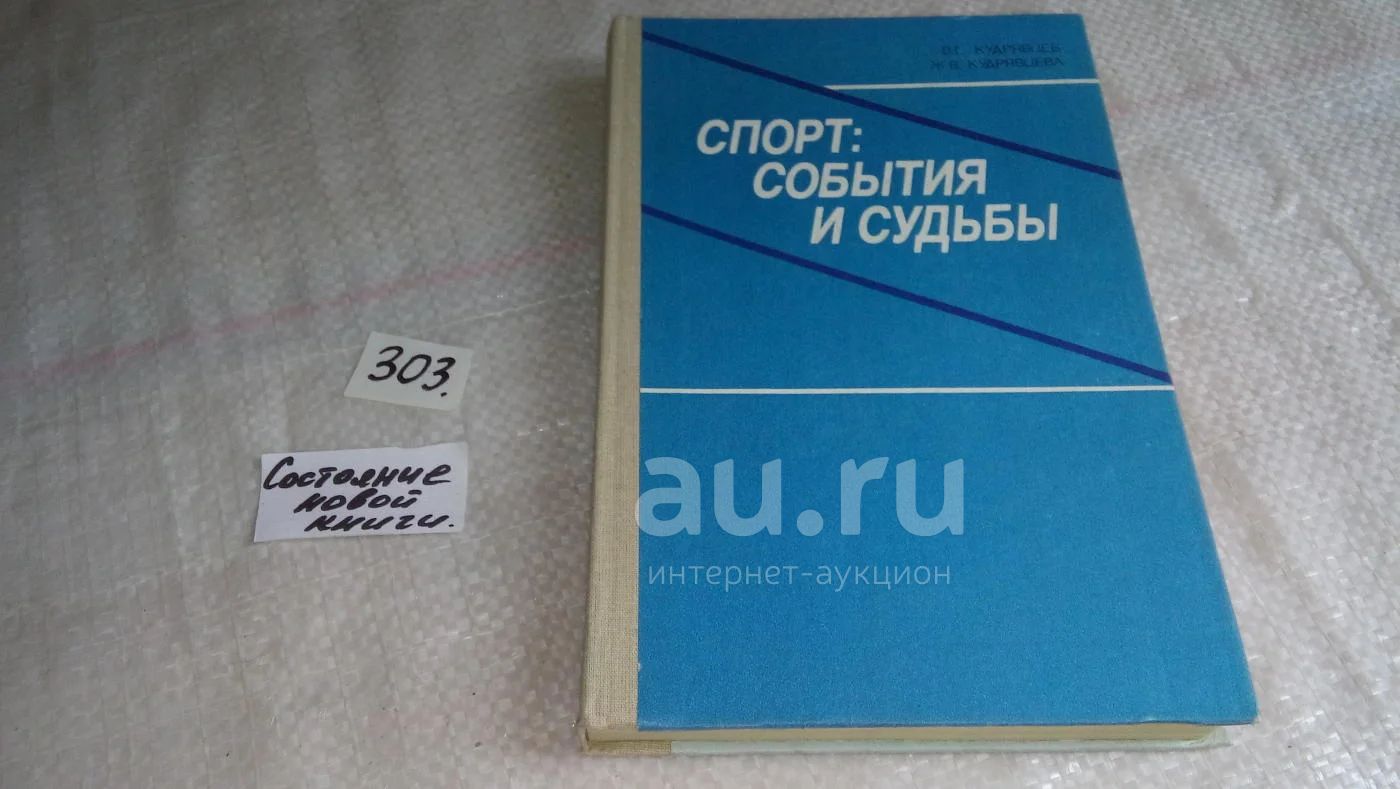 В.Г. КУДРЯВЦЕВ
Ж.В. КУДРЯВЦЕВА
СПОРТ:
СОБЫТИЯ
И СУДЬБЫ
303.
Состояние
новой
книги.
au.ru
интернет-аукцион